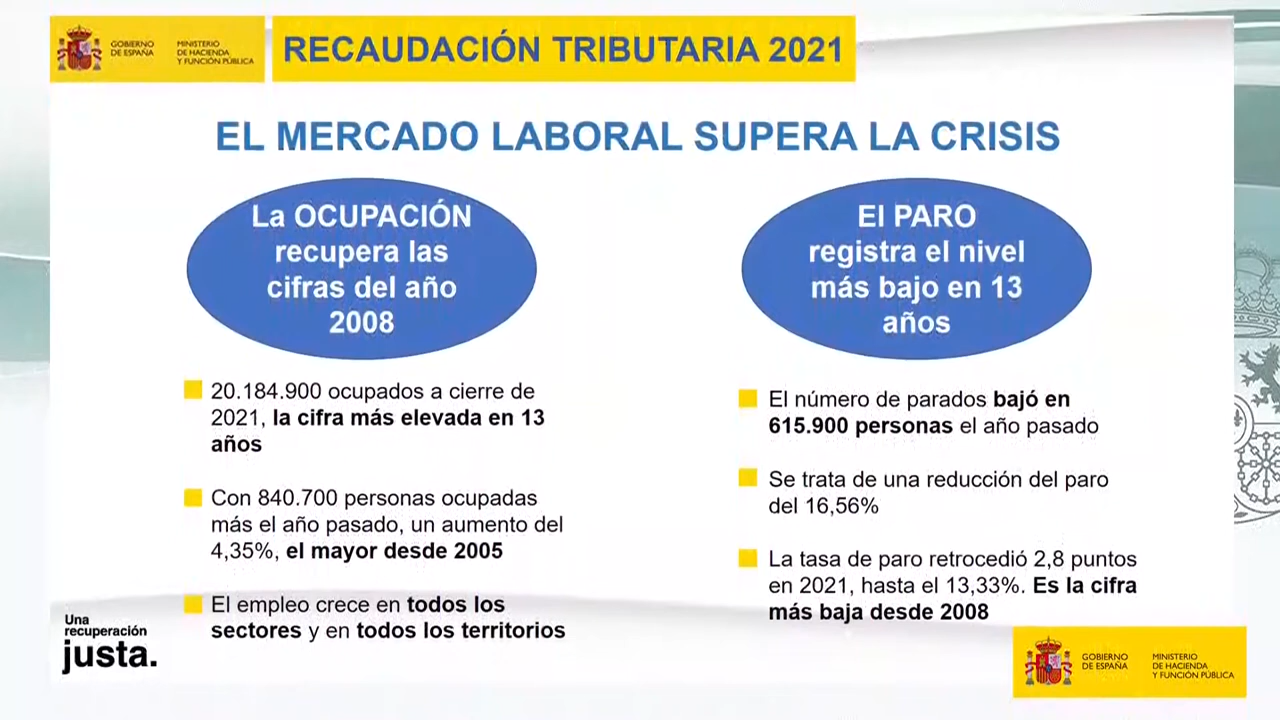 GOBIERNO
DE ESPAÑA
MINISTERIO
DE HACIENDA
Y FUNCIÓN PÚBLICA
RECAUDACIÓN TRIBUTARIA 2021
EL MERCADO LABORAL SUPERA LA CRISIS
La OCUPACIÓN
recupera las
cifras del año
2008
20.184.900 ocupados a cierre de
2021, la cifra más elevada en 13
años
Con 840.700 personas ocupadas
más el año pasado, un aumento del
4,35%, el mayor desde 2005
El empleo crece en todos los
sectores y en todos los territorios
El PARO
registra el nivel
más bajo en 13
años
El número de parados bajó en
615.900 personas el año pasado
Se trata de una reducción del paro
del 16,56%
La tasa de paro retrocedió 2,8 puntos
en 2021, hasta el 13,33%. Es la cifra
más baja desde 2008
Una
recuperación
justa.
GOBIERNO
DE ESPAÑA
MINISTERIO
DE HACIENDA
Y FUNCIÓN PÚBLICA